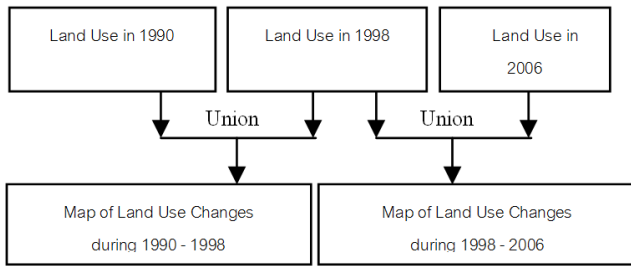 Land Use in 1990
Land Use in 1998
Land Use in
2006
Union
Union
Map of Land Use Changes
during 1990 - 1998
Map of Land Use Changes
during 1998 - 2006